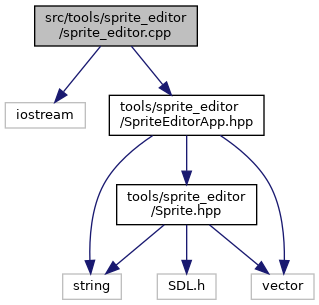 src/tools/sprite_editor
/sprite_editor.cpp
iostream
tools/sprite_editor
/SpriteEditorApp.hpp
tools/sprite_editor
/Sprite.hpp
string
SDL.h
vector